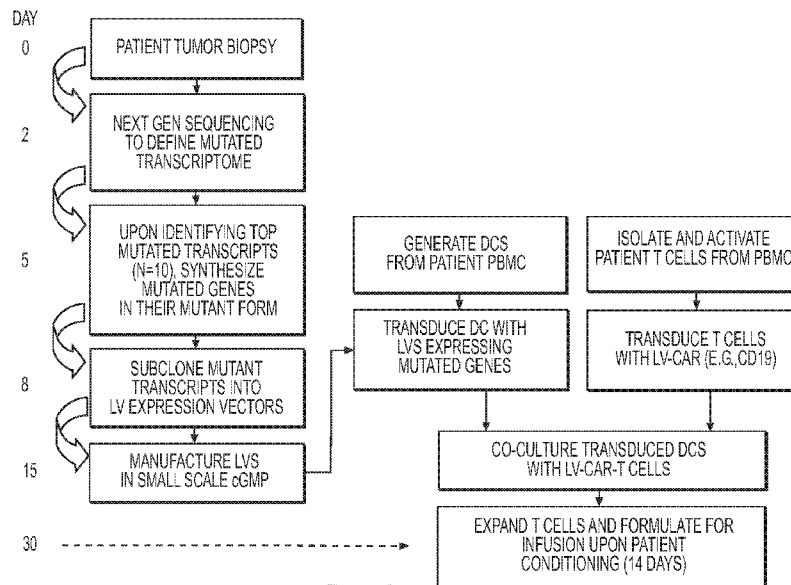 DAY
0
PATIENT TUMOR BIOPSY
2
NEXT GEN SEQUENCING
TO DEFINE MUTATED
TRANSCRIPTOME
5
UPON IDENTIFYING TOP
MUTATED TRANSCRIPTS
(N=10), SYNTHESIZE
MUTATED GENES
IN THEIR MUTANT FORM
8
SUBCLONE MUTANT
TRANSCRIPTS INTO
LV EXPRESSION VECTORS
15
MANUFACTURE LVS
IN SMALL SCALE cGMP
GENERATE DCS
FROM PATIENT PBMC
ISOLATE AND ACTIVATE
PATIENT T CELLS FROM PBMC
TRANSDUCE DC WITH
LVS EXPRESSING
MUTATED GENES
TRANSDUCE T CELLS
WITH LV-CAR (E.G.,CD19)
CO-CULTURE TRANSDUCED DCS
WITH LV-CAR-T CELLS
30
EXPAND T CELLS AND FORMULATE FOR
INFUSION UPON PATIENT
CONDITIONING (14 DAYS)